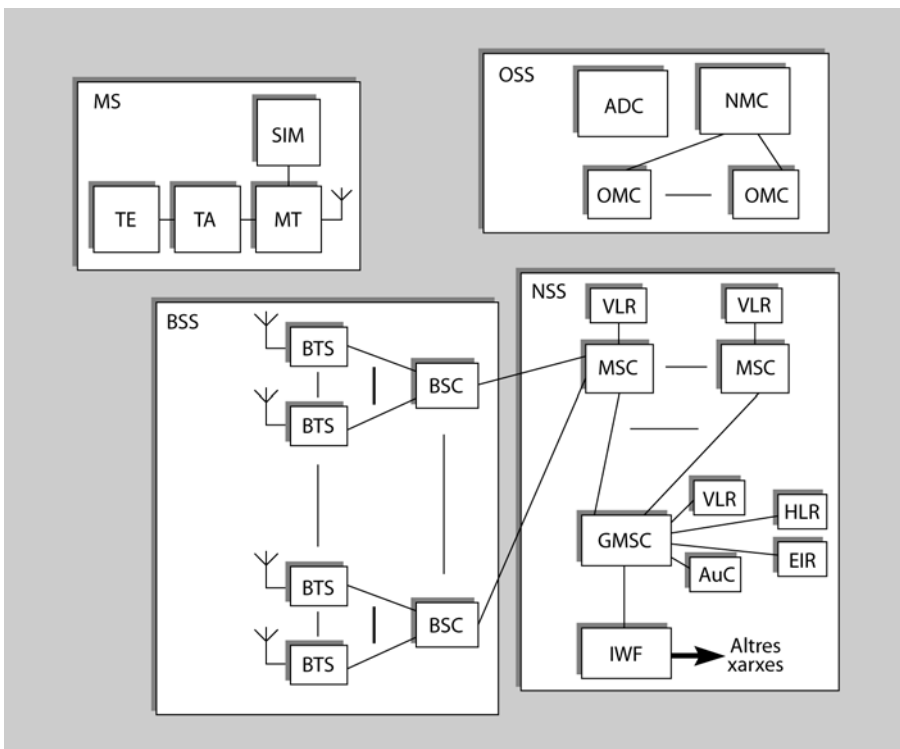 MS
SIM
TE
TA
MT
OSS
ADC
NMC
OMC
OMC
BSS
BTS
BTS
BSC
BTS
BTS
BSC
NSS
VLR
VLR
MSC
MSC
VLR
HLR
GMSC
EIR
AuC
IWF
Altres
xarxes